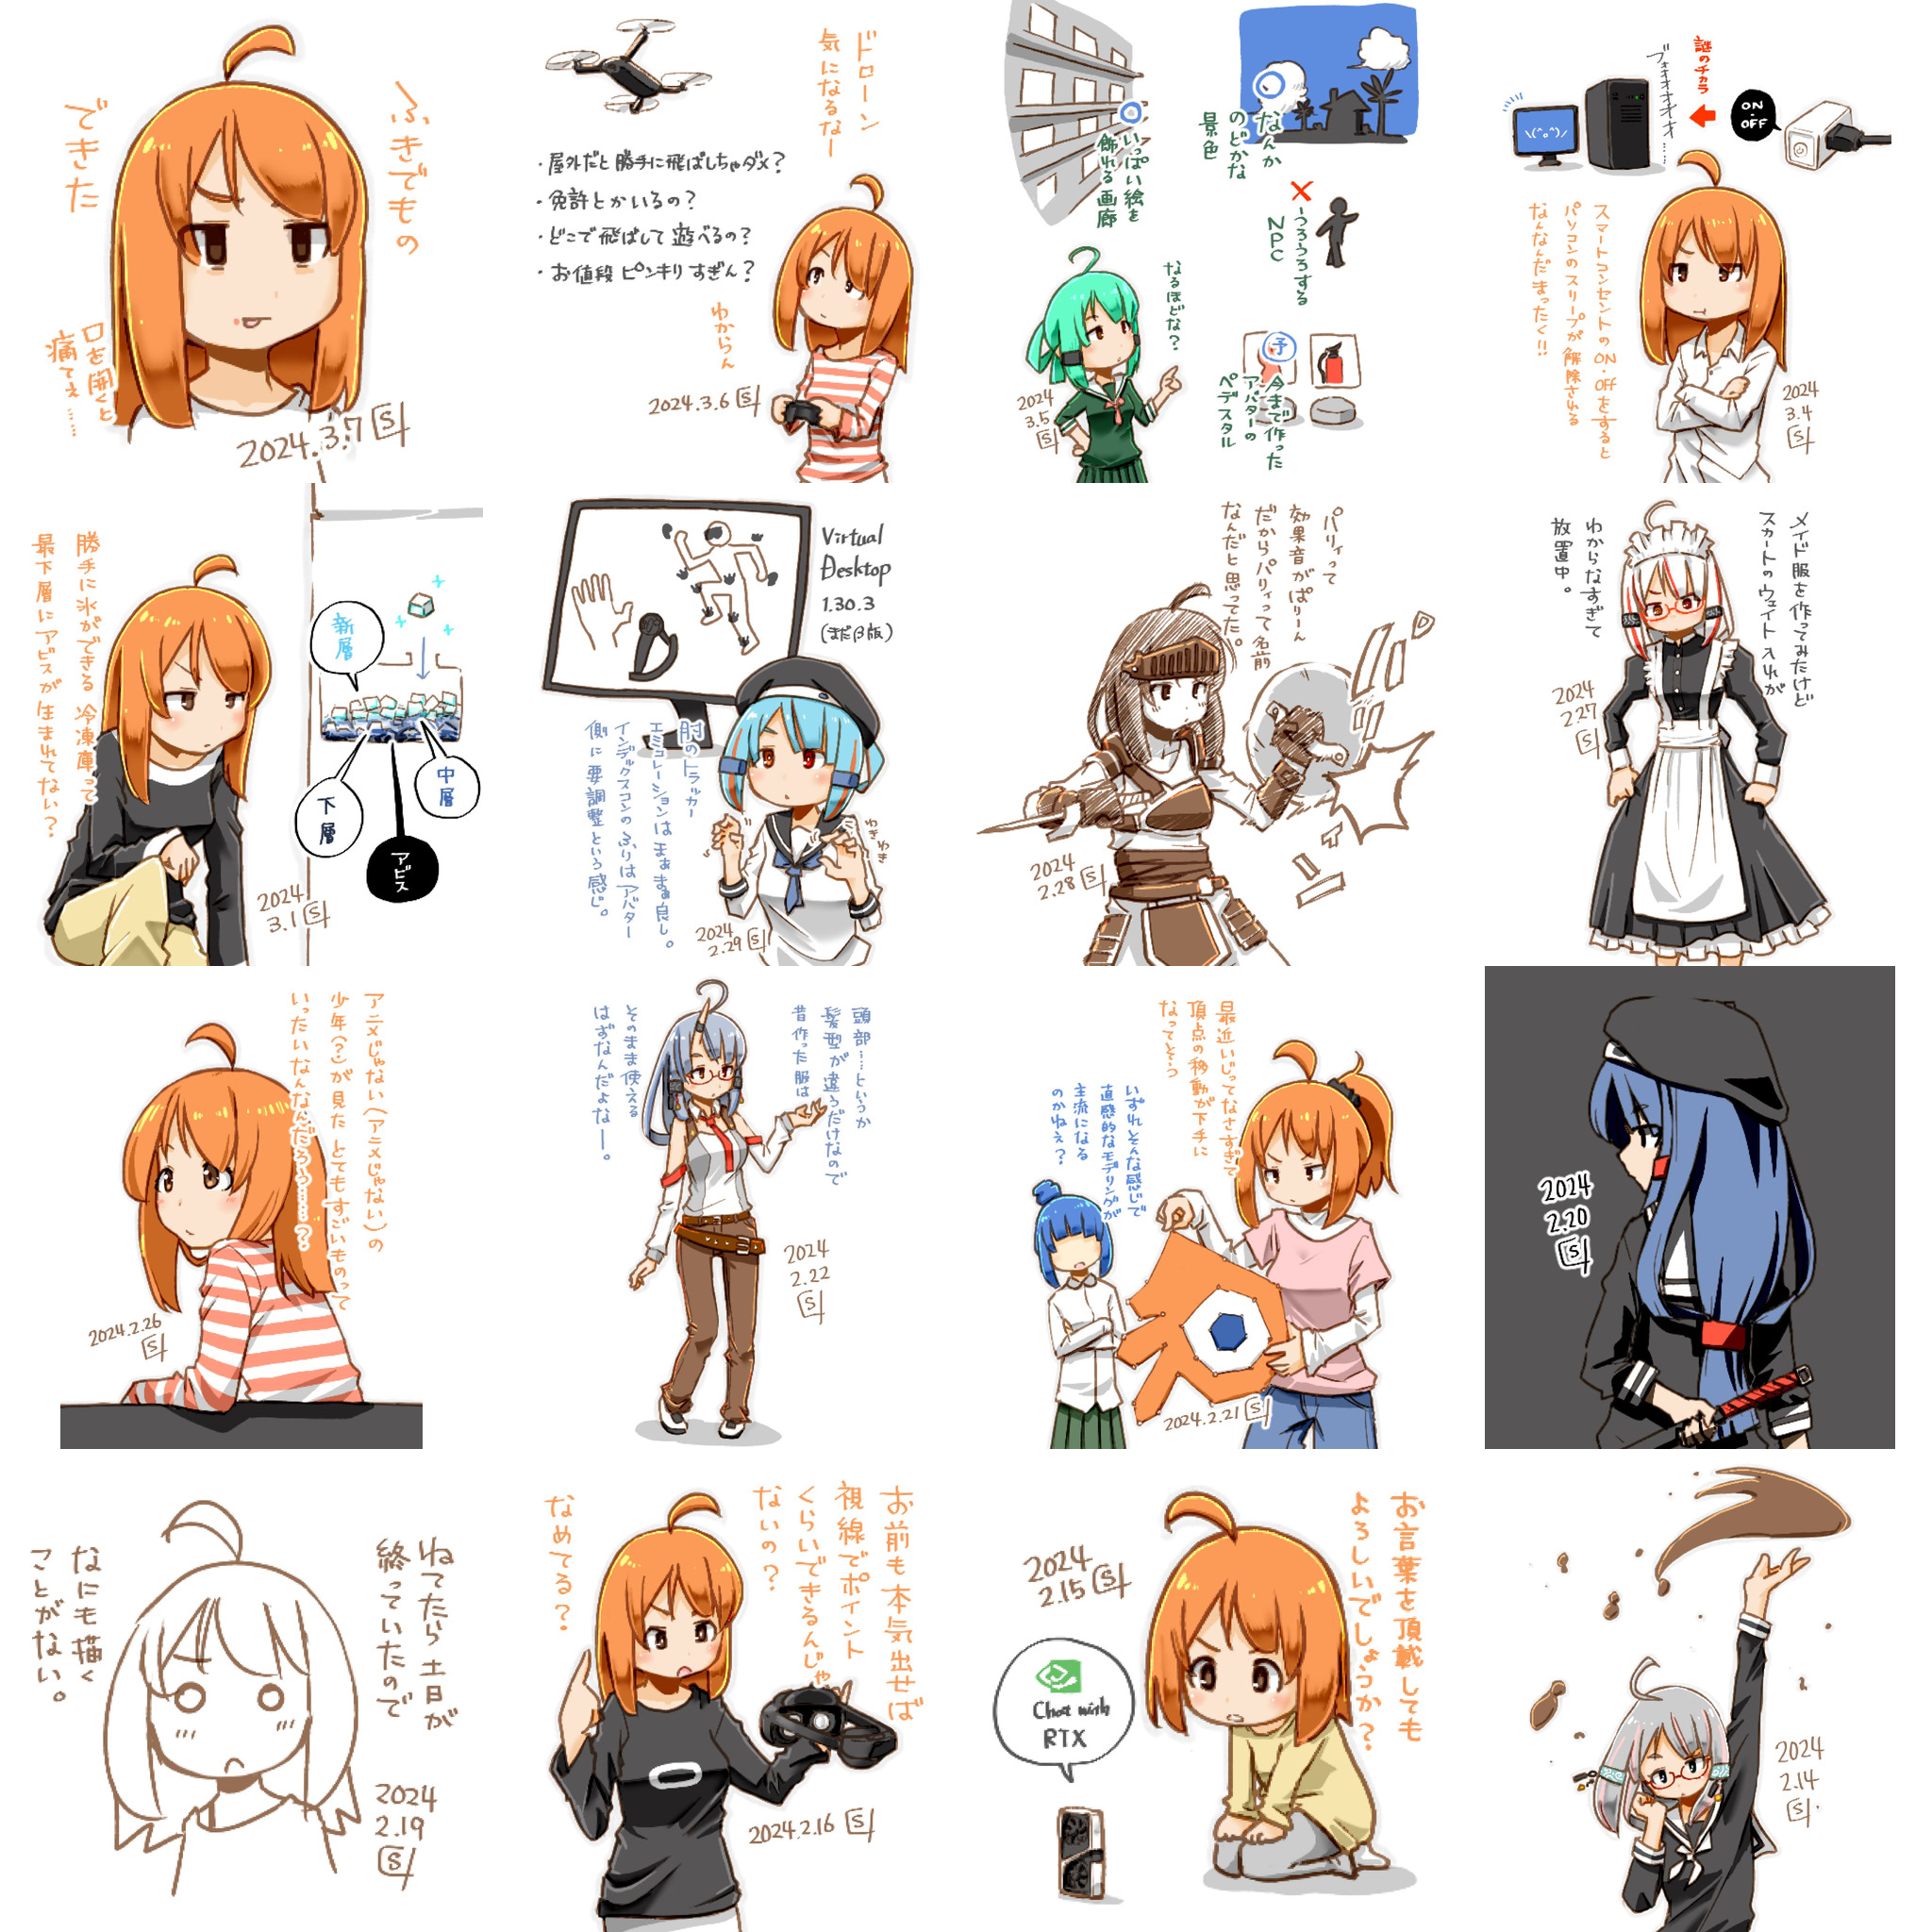 ふきでもの
できた
口を開くと
痛てえ……
2024.3.7 S
ドローン
気になるなー
・屋外だと勝手に飛ばしちゃダメ？
・免許とかいるの？
・どこで飛ばして遊べるの？
・お値段ピンキリすぎん？
わからん
2024.3.6 S
いっぱい絵を
飾れる画廊
なんか
のどかな
景色
うろうろする
NPC
なるほどな？
予
今まで作った
アバターの
ペデスタル
2024
3.5
S
謎のチカラ
ブォオオオオオ……
ON
・
OFF
\(^o^)/
スマートコンセントのON・OFFをすると
パソコンのスリープが解除される
なんなんだまったく!!
2024
3.4
S
勝手に氷ができる冷凍庫って
最下層にアビスが生まれてない？
新層
中層
下層
アビス
2024.
3.1 S
Virtual
Desktop
1.30.3
(まだβ版)
肘のトラッカー
エミュレーションはまぁまぁ良し。
インデックスコンのふりはアバター
側に要調整という感じ。
わきわき
2024
2.29 S
パリィって
効果音がぱりーん
だからパリィって名前
なんだと思ってた。
2024
2.28 S
メイド服を作ってみたけど
スカートのウェイト入れが
わからなすぎて
放置中。
2024
2.27
S
アニメじゃない(アニメじゃない)の
少年(？)が見たとてもすごいものって
いったいなんなんだろう……？
2024.2.26
S
頭部……というか
髪型が違うだけなので
昔作った服は
そのまま使える
はずなんだよなー。
2024
2.22
S
最近いじってなさすぎて
頂点の移動が下手に
なってそう
いずれそんな感じで
直感的なモデリングが
主流になる
のかねぇ？
2024.2.21 S
2024
2.20
S
ねてたら土日が
終っていたので
なにも描く
ことがない。
2024
2.19
S
お前も本気出せば
視線でポイント
くらいできるんじゃ
ないの？
なめてる？
2024.2.16 S
お言葉を頂戴しても
よろしいでしょうか？
2024
2.15 S
Chat with
RTX
2024
2.14
S